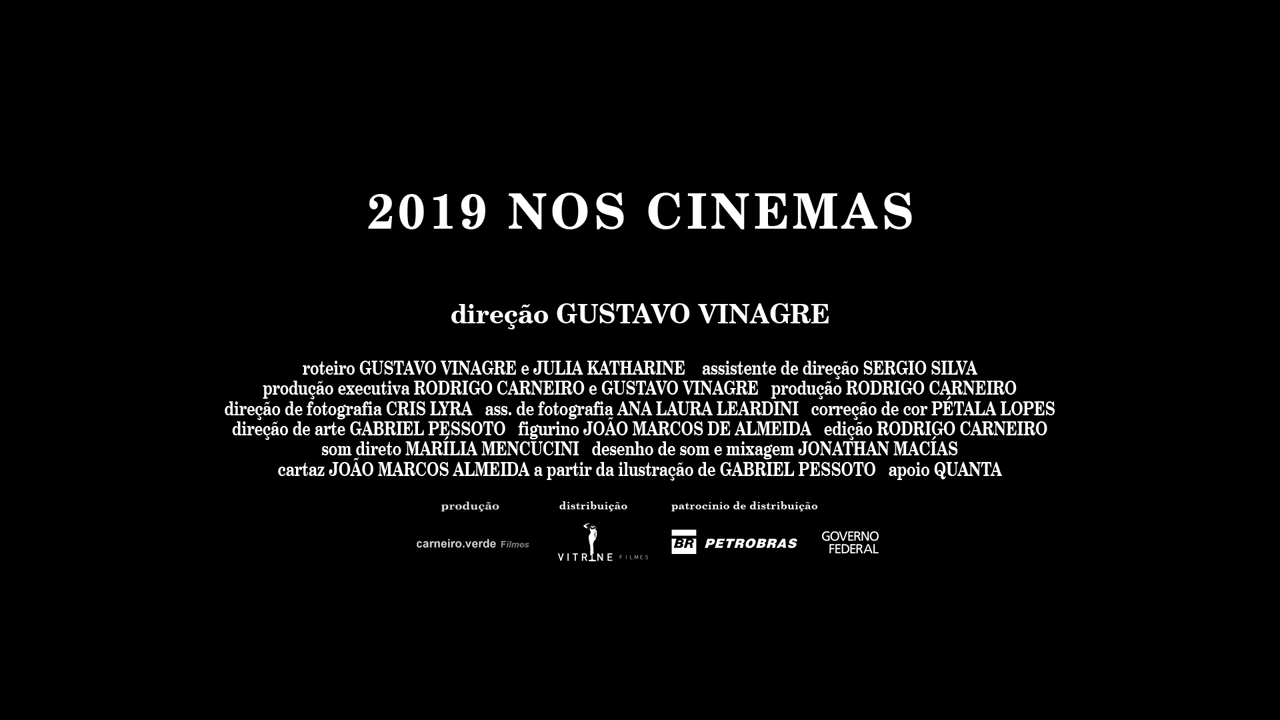 2019 NOS CINEMAS
direção GUSTAVO VINAGRE
roteiro GUSTAVO VINAGRE e JULIA KATHARINE assistente de direção SERGIO SILVA
produção executiva RODRIGO CARNEIRO e GUSTAVO VINAGRE produção RODRIGO CARNEIRO
direção de fotografia CRIS LYRA ass. de fotografia ANA LAURA LEARDINI correção de cor PÉTALA LOPES
direção de arte GABRIEL PESSOTO figurino JOÃO MARCOS DE ALMEIDA edição RODRIGO CARNEIRO
som direto MARÍLIA MENCUCINI desenho de som e mixagem JONATHAN MACÍAS
cartaz JOÃO MARCOS ALMEIDA a partir da ilustração de GABRIEL PESSOTO apoio QUANTA
produção distribuição patrocínio de distribuição
carneiro.verde Filmes VITRINE FILMES BR PETROBRAS GOVERNO
FEDERAL